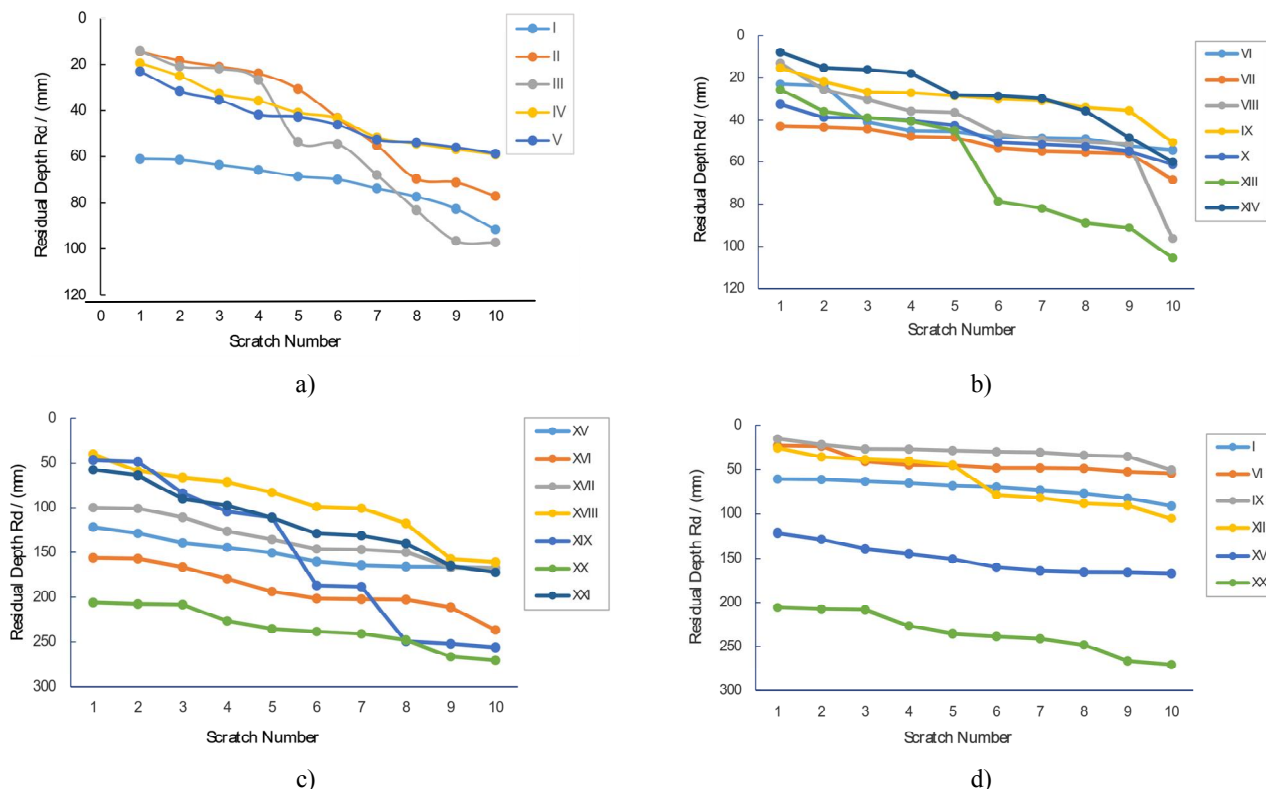 0
20
40
60
80
100
120
0 1 2 3 4 5 6 7 8 9 10
Residual Depth Rd / (mm)
Scratch Number
I
II
III
IV
V
a)
0
20
40
60
80
100
120
1 2 3 4 5 6 7 8 9 10
Residual Depth Rd / (mm)
Scratch Number
VI
VII
VIII
IX
X
XIII
XIV
b)
0
50
100
150
200
250
300
1 2 3 4 5 6 7 8 9 10
Residual Depth Rd / (mm)
Scratch Number
XV
XVI
XVII
XVIII
XIX
XX
XXI
c)
0
50
100
150
200
250
300
1 2 3 4 5 6 7 8 9 10
Residual Depth Rd / (mm)
Scratch Number
I
VI
IX
d)